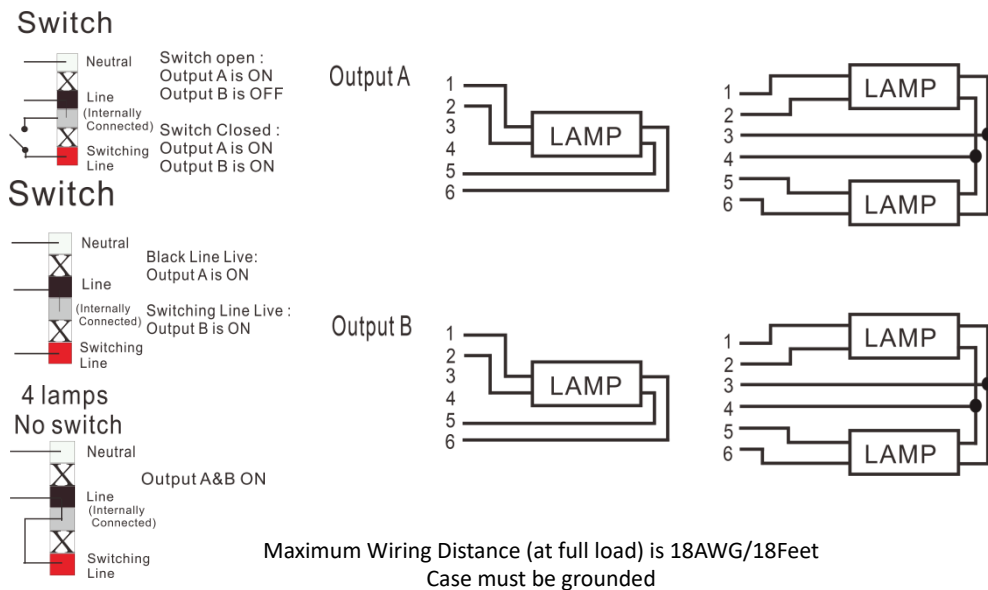 Switch
Neutral
Line
(Internally
Connected)
Switching
Line
Switch open :
Output A is ON
Output B is OFF
Switch Closed :
Output A is ON
Output B is ON
Switch
Neutral
Line
(Internally
Connected)
Switching
Line
Black Line Live:
Output A is ON
Switching Line Live :
Output B is ON
4 lamps
No switch
Neutral
Line
(Internally
Connected)
Switching
Line
Output A&B ON
Output A
1
2
3
4
5
6
LAMP
1
2
3
4
5
6
LAMP
LAMP
Output B
1
2
3
4
5
6
LAMP
1
2
3
4
5
6
LAMP
LAMP
Maximum Wiring Distance (at full load) is 18AWG/18Feet
Case must be grounded